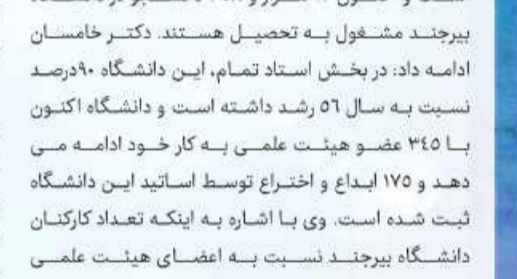 بیرجند مشغول به تحصیل هستند. دکتر خامسان
ادامه داد: در بخش استاد تمام، این دانشگاه ۹۰درصد
نسبت به سال ٥٦ رشد داشته است و دانشگاه اکنون
با ۳٤٥ عضو هیئت علمی به کار خود ادامه می
دهد و ۱۷٥ ابداع و اختراع توسط اساتید این دانشگاه
ثبت شده است. وی با اشاره به اینکه تعداد کارکنان
دانشگاه بیرجند نسبت به اعضای هیئت علمی